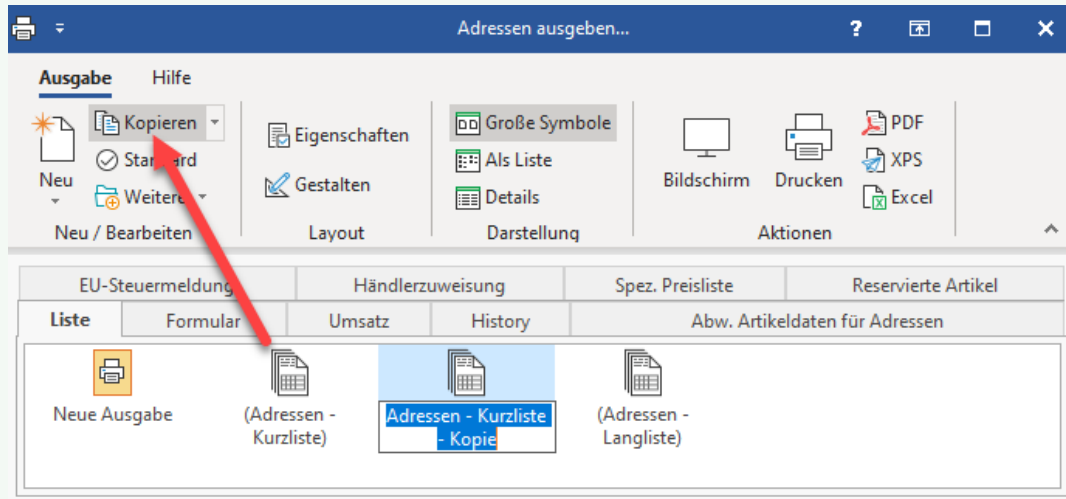 Adressen ausgeben...
?
Ausgabe Hilfe
Neu
Kopieren
Standard
Weitere
Neu / Bearbeiten
Eigenschaften
Gestalten
Layout
Große Symbole
Als Liste
Details
Darstellung
Bildschirm
Drucken
PDF
XPS
Excel
Aktionen
EU-Steuermeldung Händlerzuweisung Spez. Preisliste Reservierte Artikel
Liste Formular Umsatz History Abw. Artikeldaten für Adressen
Neue Ausgabe
(Adressen -
Kurzliste)
Adressen - Kurzliste
- Kopie
(Adressen -
Langliste)